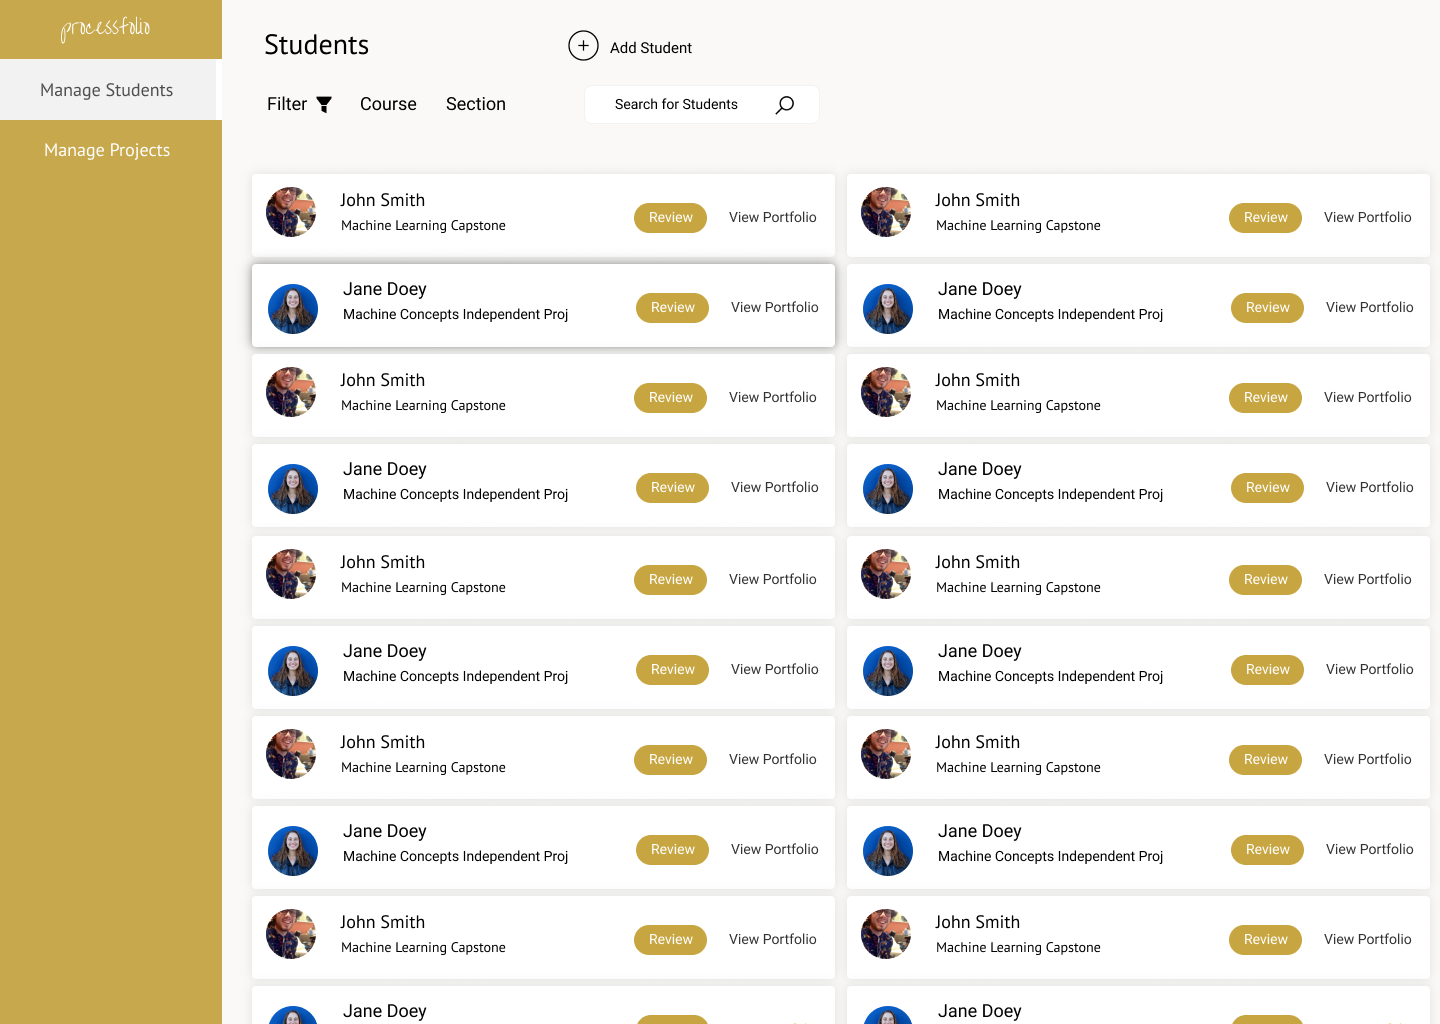 processfolio
Manage Students
Manage Projects
Students
Add Student
Filter Course Section
Search for Students
John Smith
Machine Learning Capstone
Review View Portfolio
John Smith
Machine Learning Capstone
Review View Portfolio
Jane Doey
Machine Concepts Independent Proj
Review View Portfolio
Jane Doey
Machine Concepts Independent Proj
Review View Portfolio
John Smith
Machine Learning Capstone
Review View Portfolio
John Smith
Machine Learning Capstone
Review View Portfolio
Jane Doey
Machine Concepts Independent Proj
Review View Portfolio
Jane Doey
Machine Concepts Independent Proj
Review View Portfolio
John Smith
Machine Learning Capstone
Review View Portfolio
John Smith
Machine Learning Capstone
Review View Portfolio
Jane Doey
Machine Concepts Independent Proj
Review View Portfolio
Jane Doey
Machine Concepts Independent Proj
Review View Portfolio
John Smith
Machine Learning Capstone
Review View Portfolio
John Smith
Machine Learning Capstone
Review View Portfolio
Jane Doey
Machine Concepts Independent Proj
Review View Portfolio
Jane Doey
Machine Concepts Independent Proj
Review View Portfolio
John Smith
Machine Learning Capstone
Review View Portfolio
John Smith
Machine Learning Capstone
Review View Portfolio
Jane Doey
Jane Doey